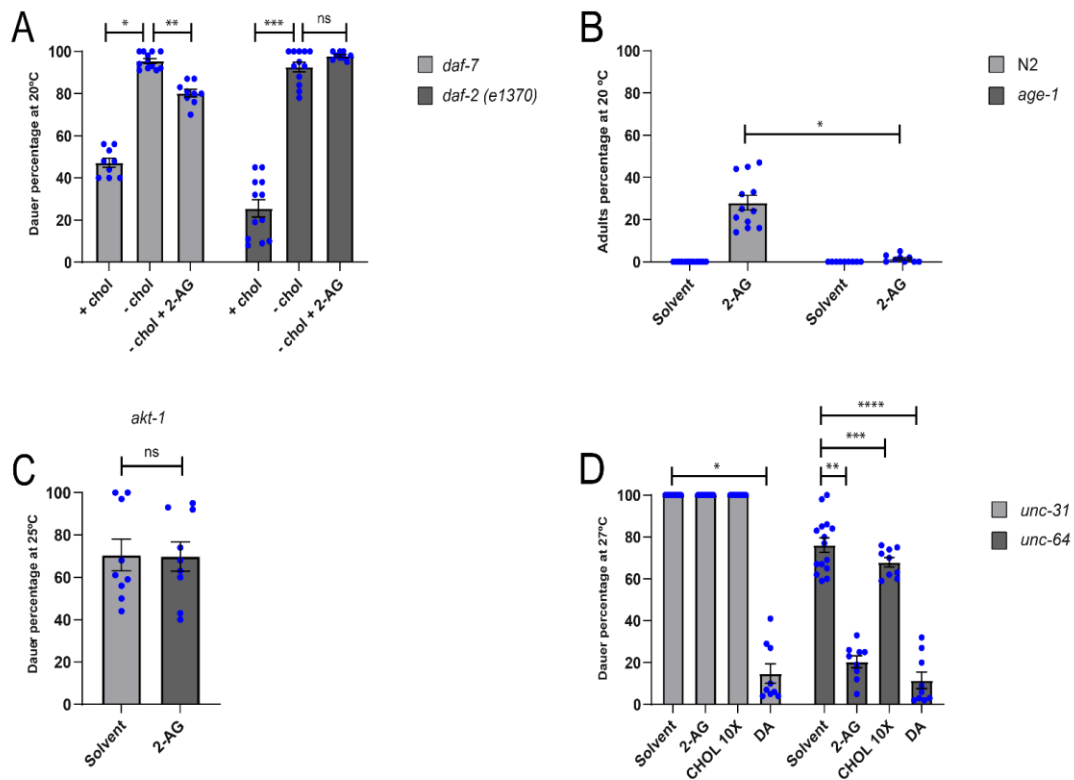 A
* ** *** ns
Dauer percentage at 20ºC
100
80
60
40
20
0
+ chol - chol - chol + 2-AG + chol - chol - chol + 2-AG
daf-7
daf-2 (e1370)
B
*
Adults percentage at 20 ºC
100
80
60
40
20
0
Solvent 2-AG Solvent 2-AG
N2
age-1
C
akt-1
ns
Dauer percentage at 25ºC
100
80
60
40
20
0
Solvent 2-AG
D
****
***
* **
Dauer percentage at 27ºC
100
80
60
40
20
0
Solvent 2-AG CHOL 10X DA Solvent 2-AG CHOL 10X DA
unc-31
unc-64